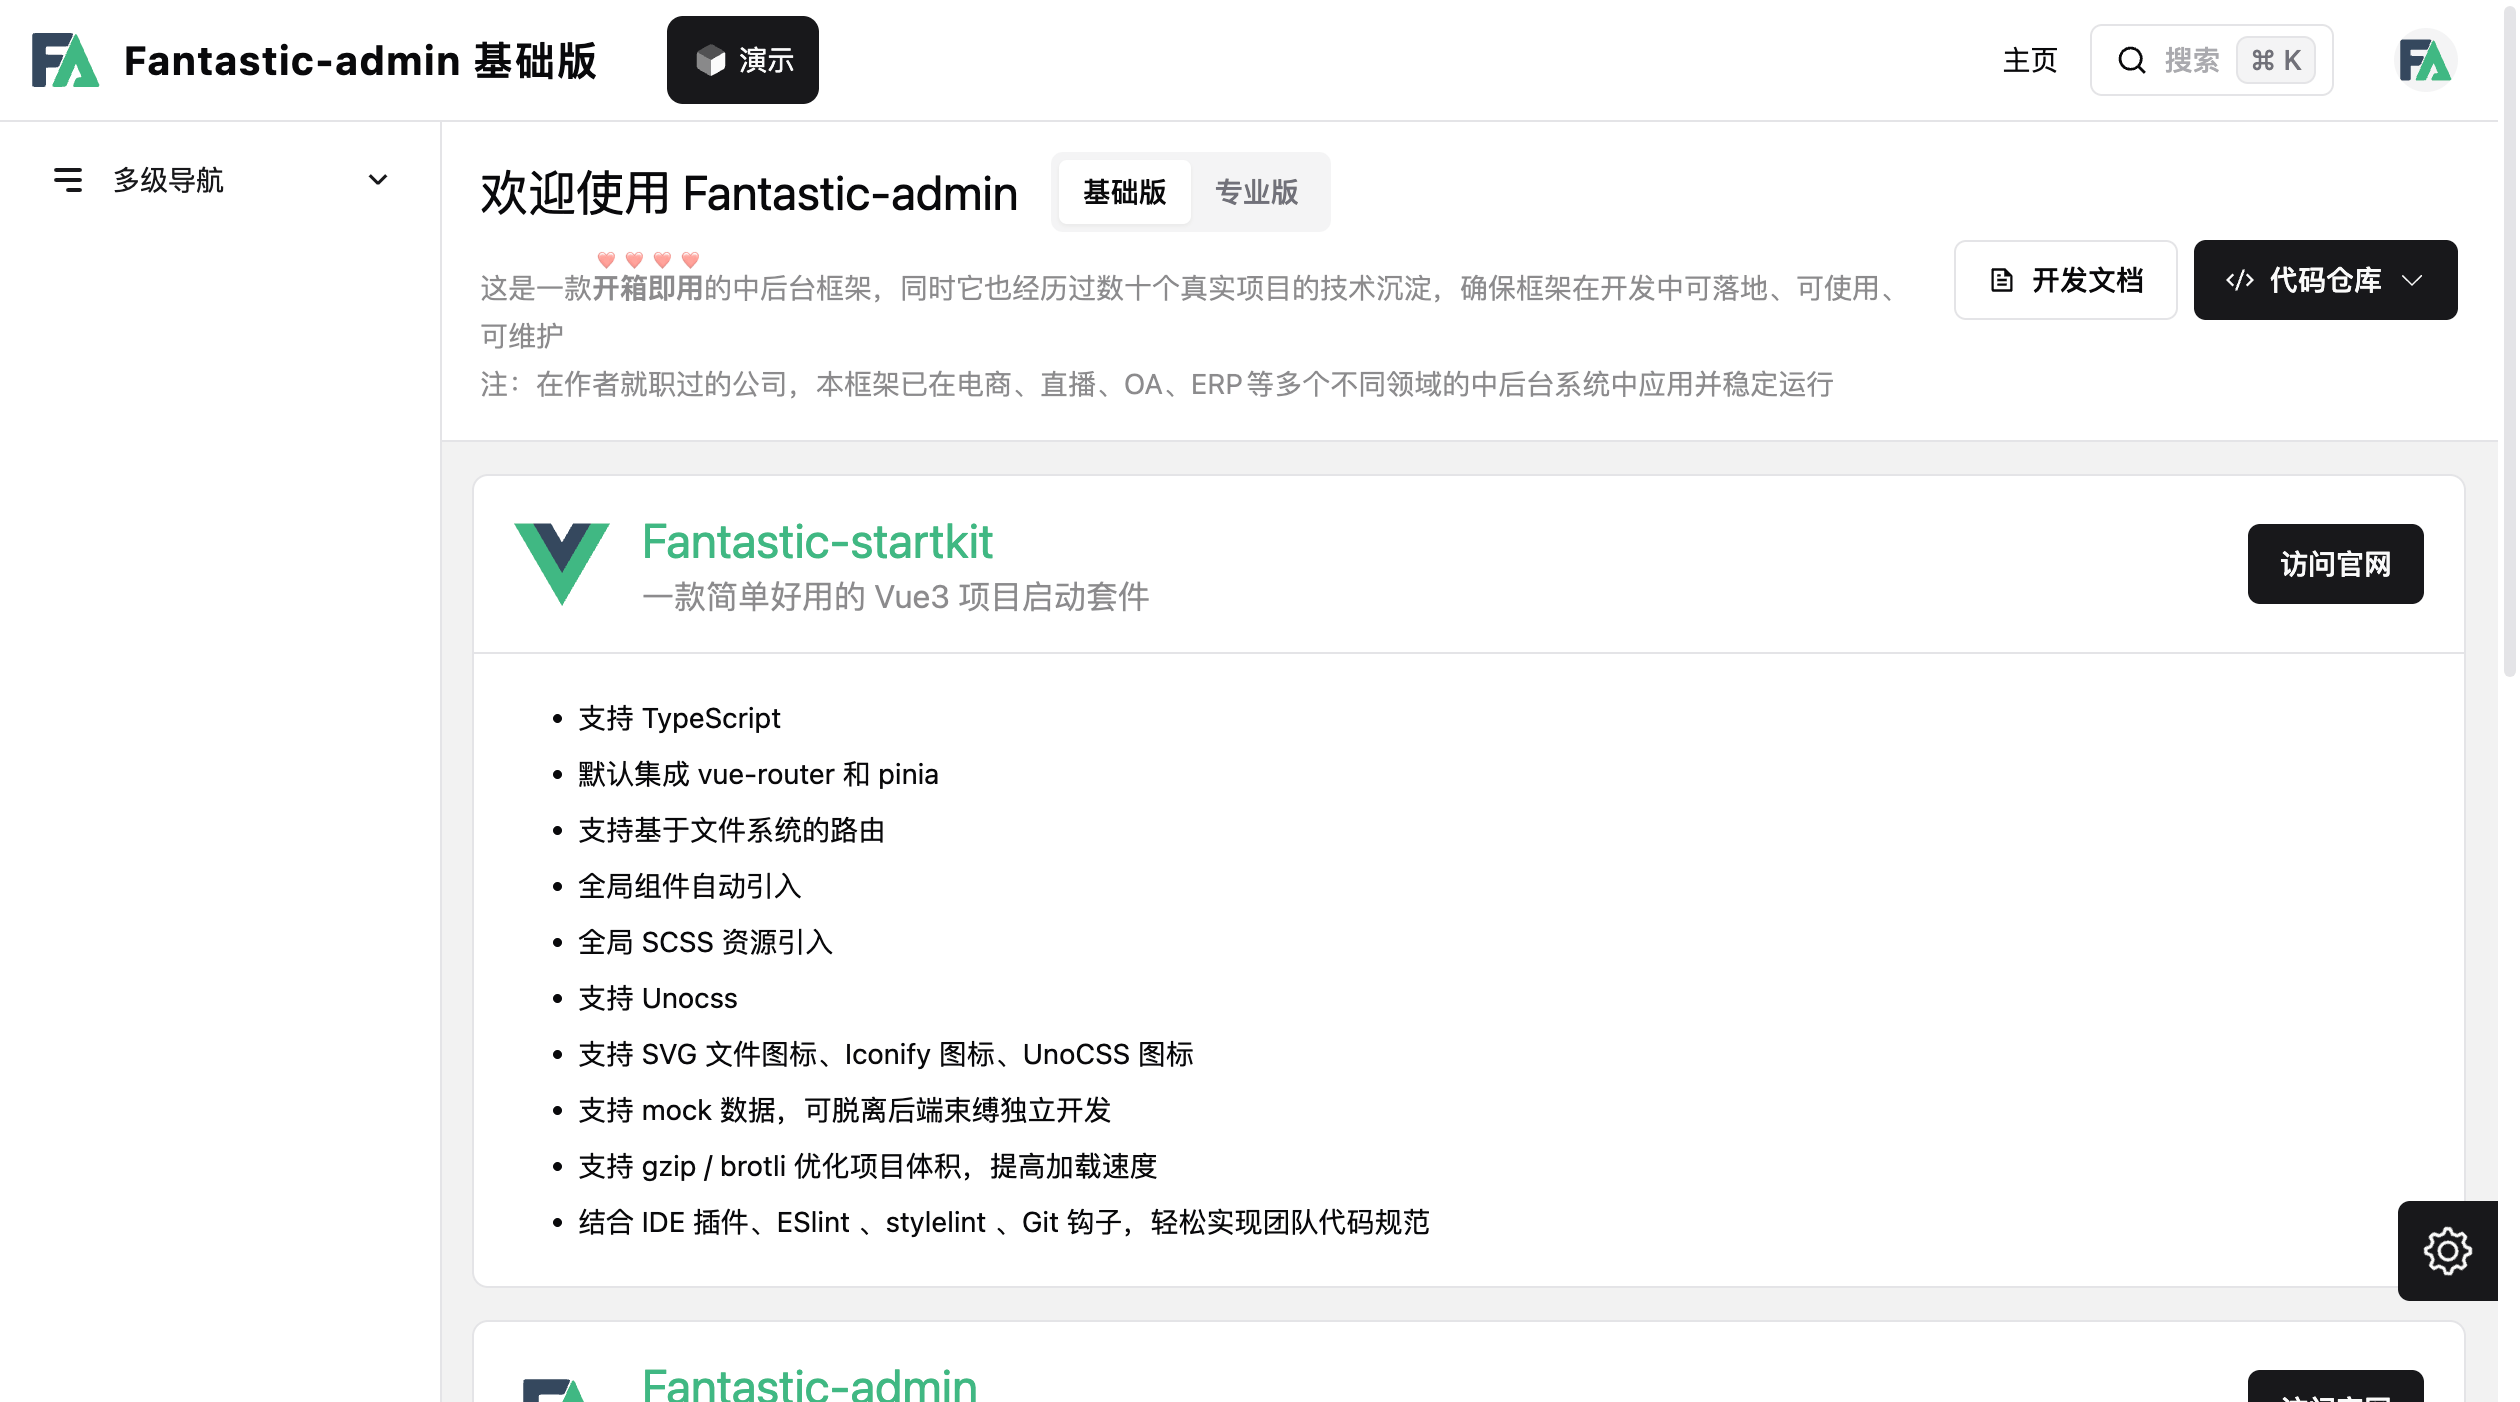 Fantastic-admin 基础版
演示
主页
搜索
⌘ K
多级导航
欢迎使用 Fantastic-admin
基础版
专业版
这是一款开箱即用的中后台框架，同时它也经历过数十个真实项目的技术沉淀，确保框架在开发中可落地、可使用、
可维护
注：在作者就职过的公司，本框架已在电商、直播、OA、ERP等多个不同领域的中后台系统中应用并稳定运行
开发文档
代码仓库
Fantastic-startkit
一款简单好用的 Vue3 项目启动套件
访问官网
支持 TypeScript
默认集成 vue-router 和 pinia
支持基于文件系统的路由
全局组件自动引入
全局 SCSS 资源引入
支持 Unocss
支持 SVG 文件图标、Iconify 图标、UnoCSS 图标
支持 mock 数据，可脱离后端束缚独立开发
支持 gzip / brotli 优化项目体积，提高加载速度
结合 IDE 插件、ESlint 、stylelint 、Git 钩子，轻松实现团队代码规范
Fantastic-admin